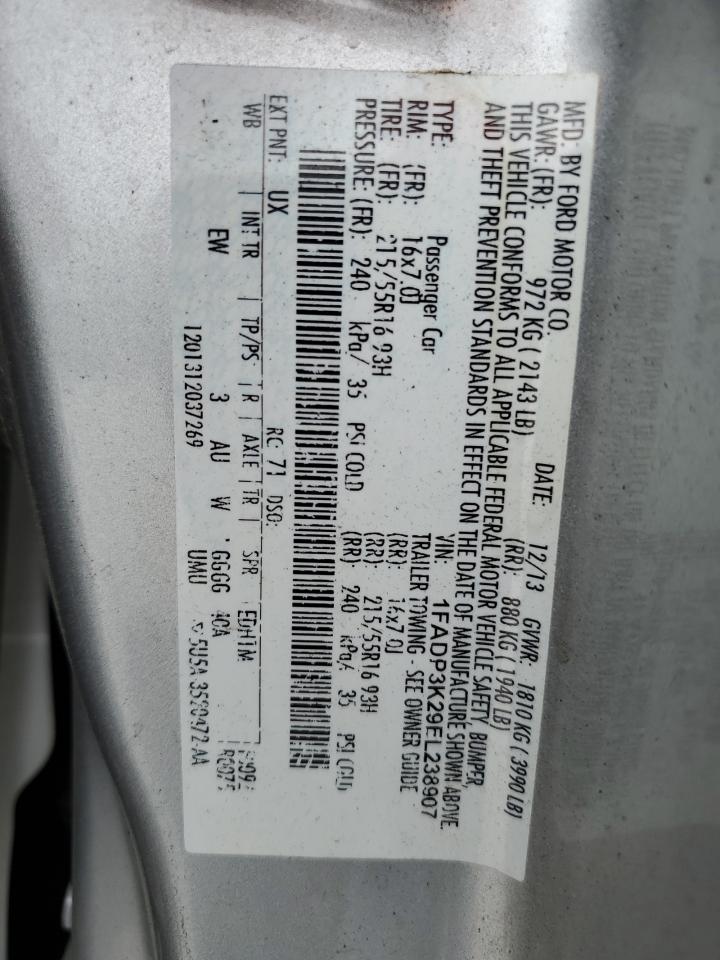 MFD. BY FORD MOTOR CO. DATE: 12/13 GVWR: 1810 KG ( 3990 LB)
GAWR: (FR): 972 KG ( 2143 LB) (RR): 880 KG ( 1940 LB)
THIS VEHICLE CONFORMS TO ALL APPLICABLE FEDERAL MOTOR VEHICLE SAFETY, BUMPER,
AND THEFT PREVENTION STANDARDS IN EFFECT ON THE DATE OF MANUFACTURE SHOWN ABOVE.
VIN: 1FADP3K29EL238907
TYPE: Passenger Car TRAILER TOWING - SEE OWNER GUIDE
RIM: (FR): 16x7.0J (RR): 16x7.0J
TIRE: (FR): 215/55R16 93H (RR): 215/55R16 93H
PRESSURE: (FR): 240 kPa/ 35 PSI COLD (RR): 240 kPa/ 35 PSI COLD
EXT PNT: UX RC: 71 DSO:
WB INT TR TP/PS R AXLE TR SPR
EW 3 AU W GGGG
1201312037269 UMU